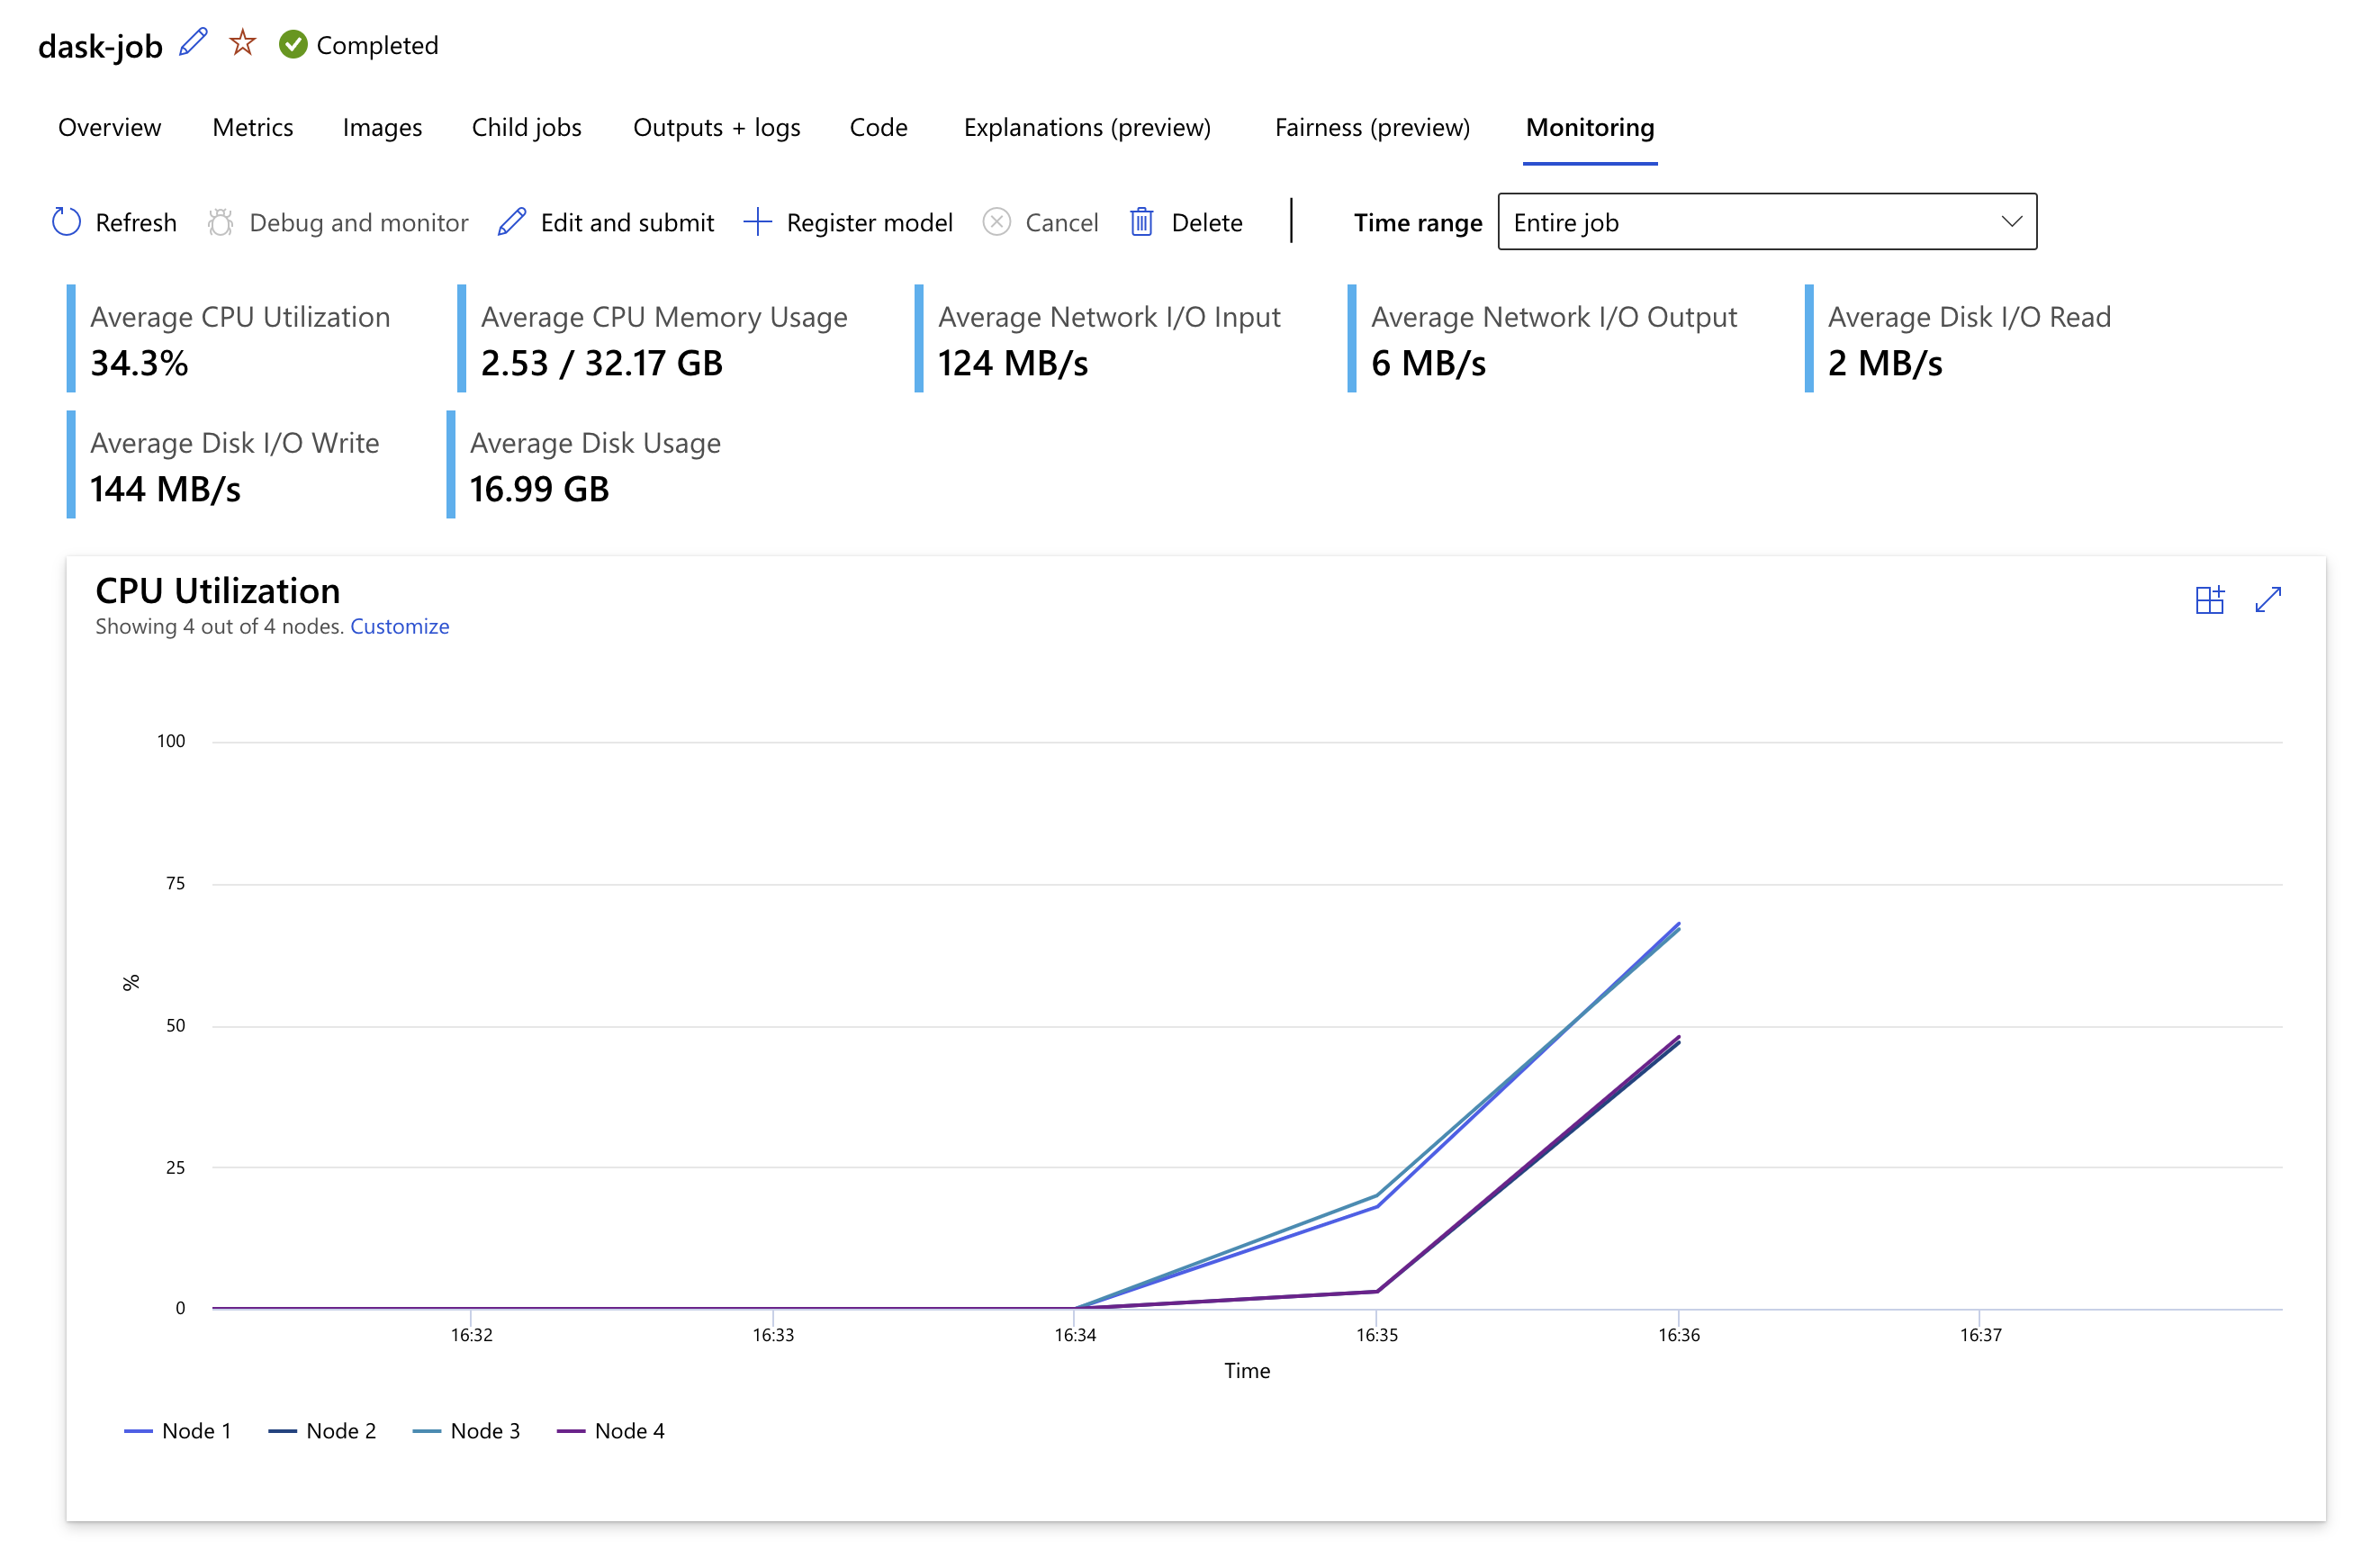 dask-job Completed
Overview Metrics Images Child jobs Outputs + logs Code Explanations (preview) Fairness (preview) Monitoring
Refresh Debug and monitor Edit and submit Register model Cancel Delete Time range Entire job
Average CPU Utilization Average CPU Memory Usage Average Network I/O Input Average Network I/O Output Average Disk I/O Read
34.3% 2.53 / 32.17 GB 124 MB/s 6 MB/s 2 MB/s
Average Disk I/O Write Average Disk Usage
144 MB/s 16.99 GB
CPU Utilization
Showing 4 out of 4 nodes. Customize
100
75
%
50
25
0
16:32 16:33 16:34 16:35 16:36 16:37
Time
Node 1 Node 2 Node 3 Node 4